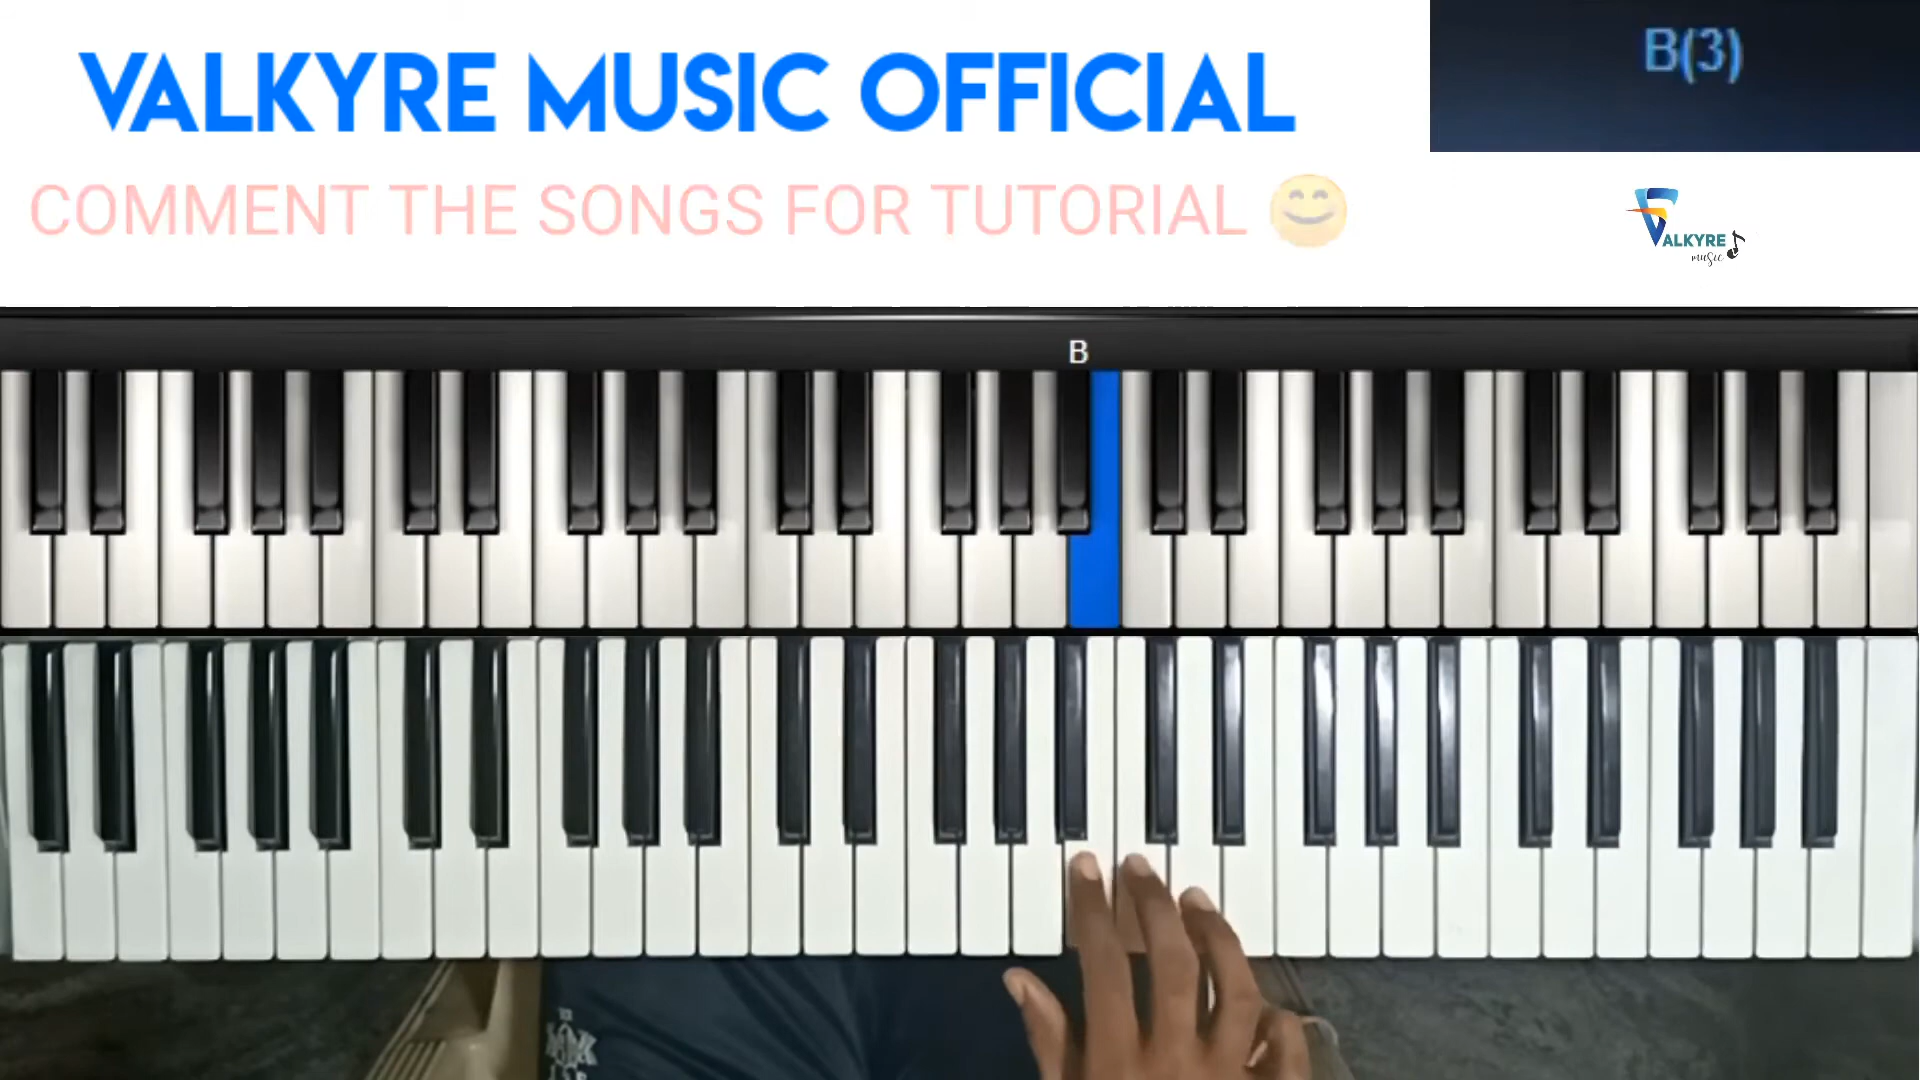 VALKYRE MUSIC OFFICIAL
B(3)
COMMENT THE SONGS FOR TUTORIAL 😊
VALKYRE
music
B